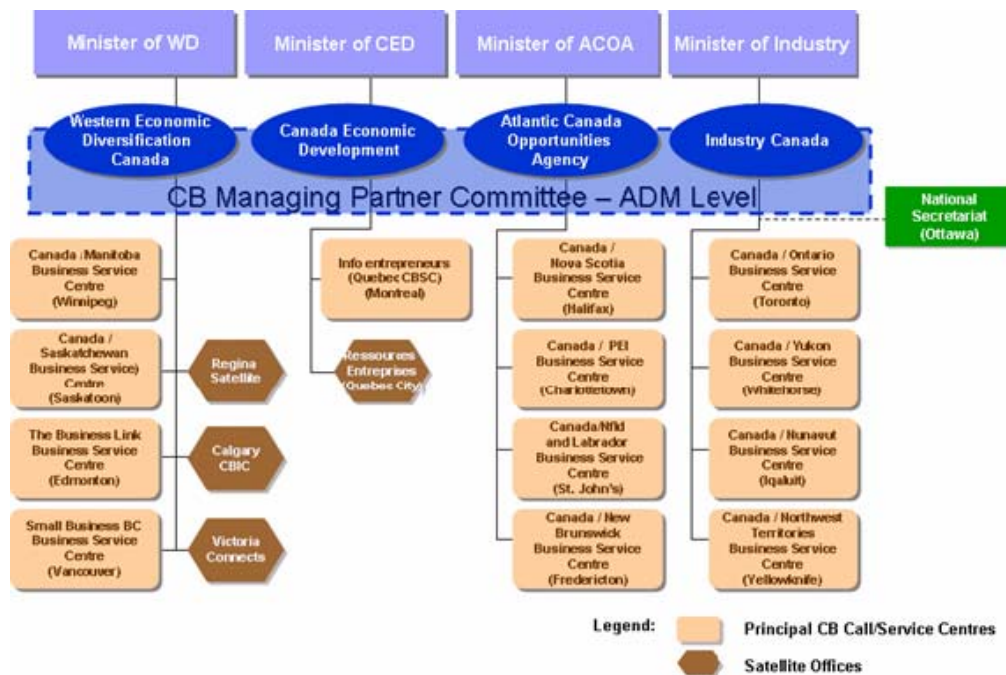 Minister of WD
Minister of CED
Minister of ACOA
Minister of Industry
Western Economic
Diversification
Canada
Canada Economic
Development
Atlantic Canada
Opportunities
Agency
Industry Canada
CB Managing Partner Committee – ADM Level
National
Secretariat
(Ottawa)
Canada /Manitoba
Business Service
Centre
(Winnipeg)
Canada /
Saskatchewan
Business Service)
Centre
(Saskatoon)
The Business Link
Business Service
Centre
(Edmonton)
Small Business BC
Business Service
Centre
(Vancouver)
Regina
Satellite
Calgary
CBIC
Victoria
Connects
Info entrepreneurs
(Quebec CBSC)
(Montreal)
Ressources
Entreprises
(Quebec City)
Canada /
Nova Scotia
Business Service
Centre
(Halifax)
Canada / PEI
Business Service
Centre
(Charlottetown)
Canada/Nfld
and Labrador
Business Service
Centre
(St. John's)
Canada / New
Brunswick
Business Service
Centre
(Fredericton)
Canada / Ontario
Business Service
Centre
(Toronto)
Canada / Yukon
Business Service
Centre
(Whitehorse)
Canada / Nunavut
Business Service
Centre
(Iqaluit)
Canada / Northwest
Territories
Business Service
Centre
(Yellowknife)
Legend:
Principal CB Call/Service Centres
Satellite Offices